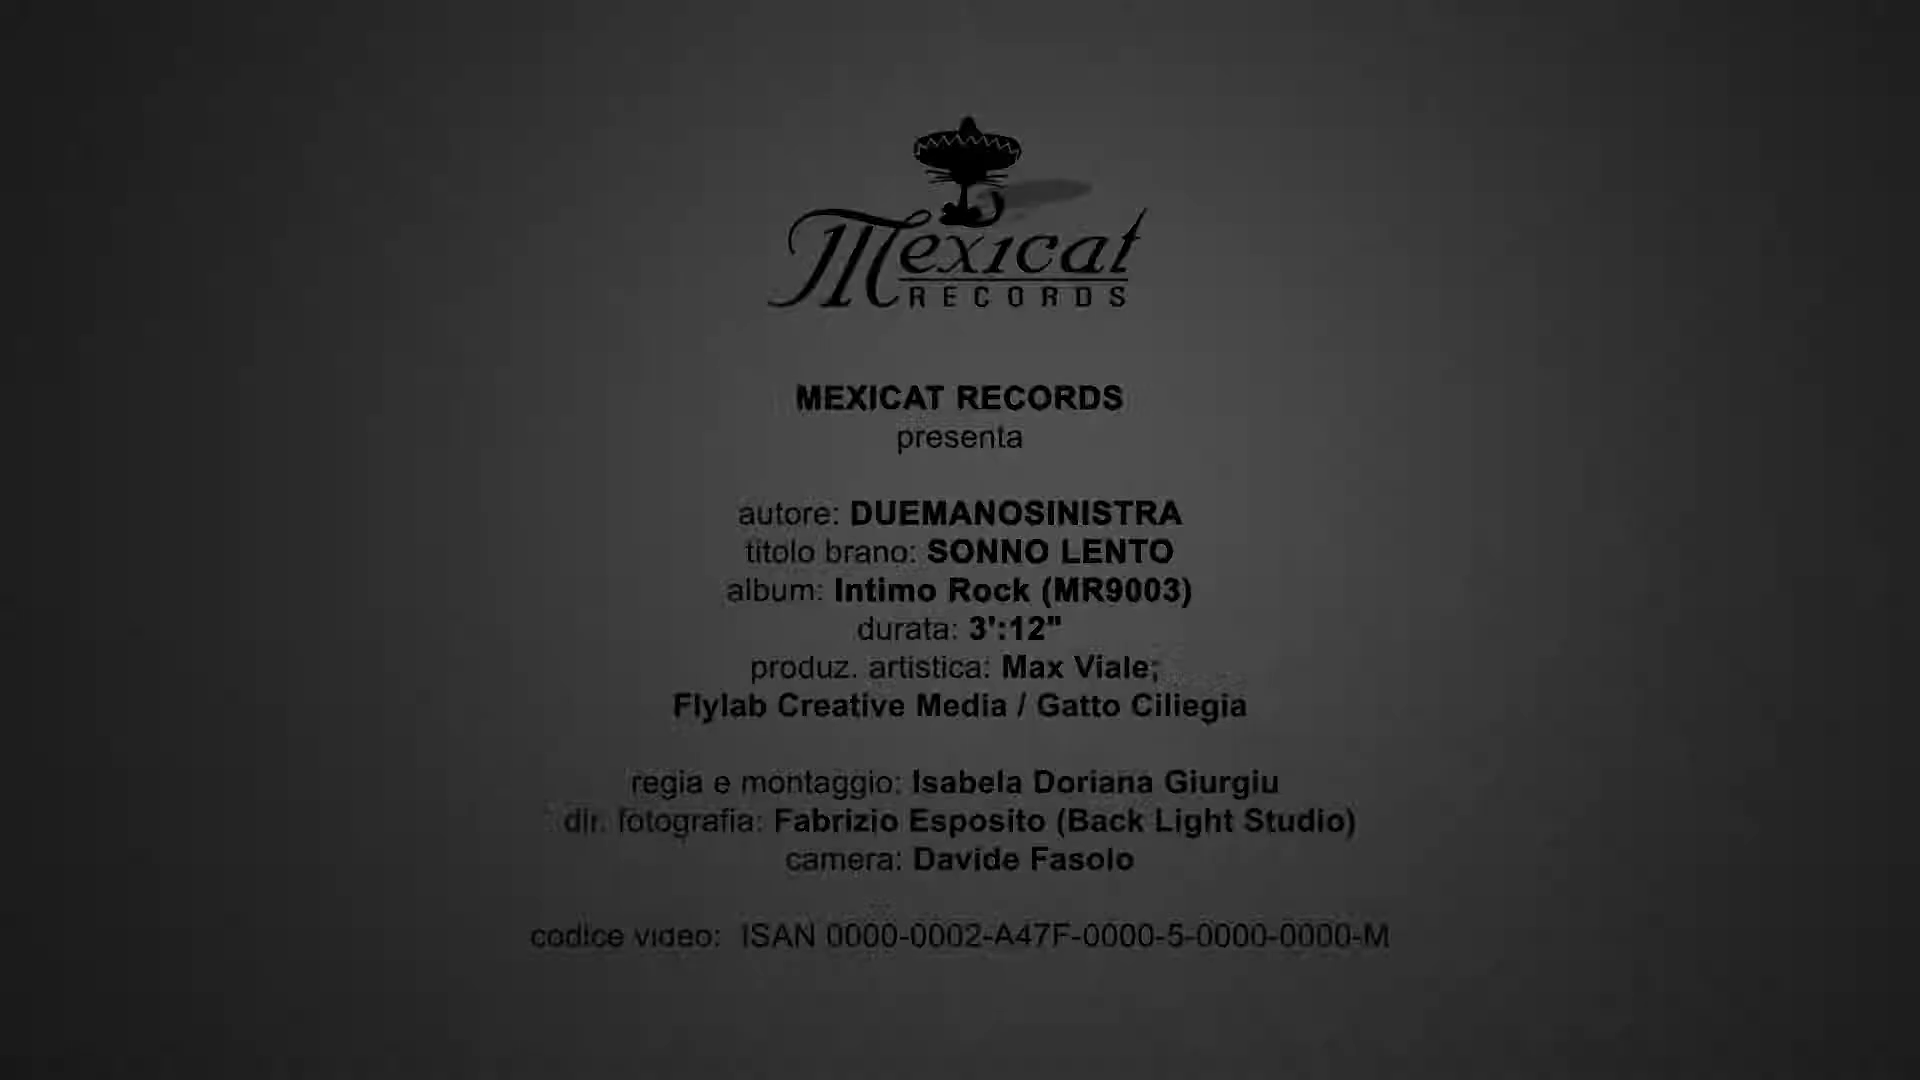 Mexicat
RECORDS
MEXICAT RECORDS
presenta
autore: DUEMANOSINISTRA
titolo brano: SONNO LENTO
album: Intimo Rock (MR9003)
durata: 3':12"
produz. artistica: Max Viale;
Flylab Creative Media / Gatto Ciliegia
regia e montaggio: Isabela Doriana Giurgiu
dir. fotografia: Fabrizio Esposito (Back Light Studio)
camera: Davide Fasolo
codice video: ISAN 0000-0002-A47F-0000-5-0000-0000-M